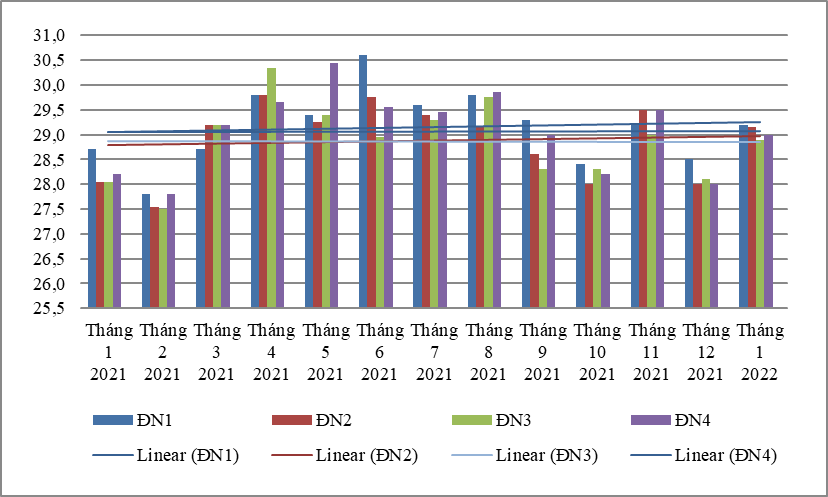 31,0
30,5
30,0
29,5
29,0
28,5
28,0
27,5
27,0
26,5
26,0
25,5
Tháng Tháng Tháng Tháng Tháng Tháng Tháng Tháng Tháng Tháng Tháng Tháng Tháng
1 2 3 4 5 6 7 8 9 10 11 12 1
2021 2021 2021 2021 2021 2021 2021 2021 2021 2021 2021 2021 2022
ĐN1 ĐN2 ĐN3 ĐN4
Linear (ĐN1) Linear (ĐN2) Linear (ĐN3) Linear (ĐN4)